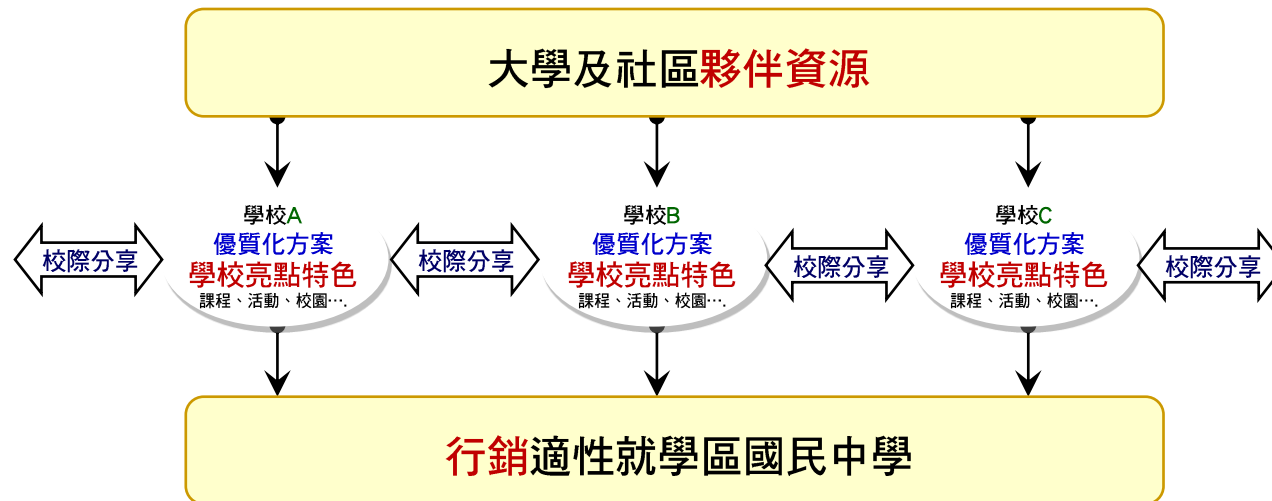 大學及社區夥伴資源
學校A
優質化方案
學校亮點特色
課程、活動、校園….
學校B
優質化方案
學校亮點特色
課程、活動、校園….
學校C
優質化方案
學校亮點特色
課程、活動、校園….
校際分享
校際分享
校際分享
校際分享
行銷適性就學區國民中學